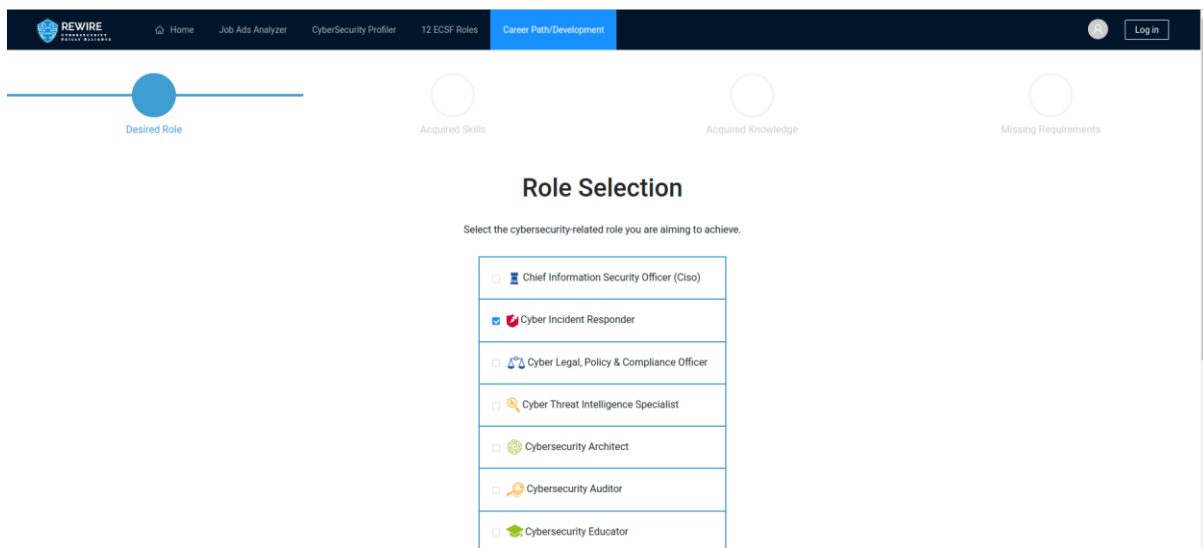 REWIRE
CYBERSECURITY
SKILLS ALLIANCE
Home
Job Ads Analyzer
CyberSecurity Profiler
12 ECSF Roles
Career Path/Development
Log in
Desired Role
Acquired Skills
Acquired Knowledge
Missing Requirements
Role Selection
Select the cybersecurity-related role you are aiming to achieve.
Chief Information Security Officer (Ciso)
Cyber Incident Responder
Cyber Legal, Policy & Compliance Officer
Cyber Threat Intelligence Specialist
Cybersecurity Architect
Cybersecurity Auditor
Cybersecurity Educator